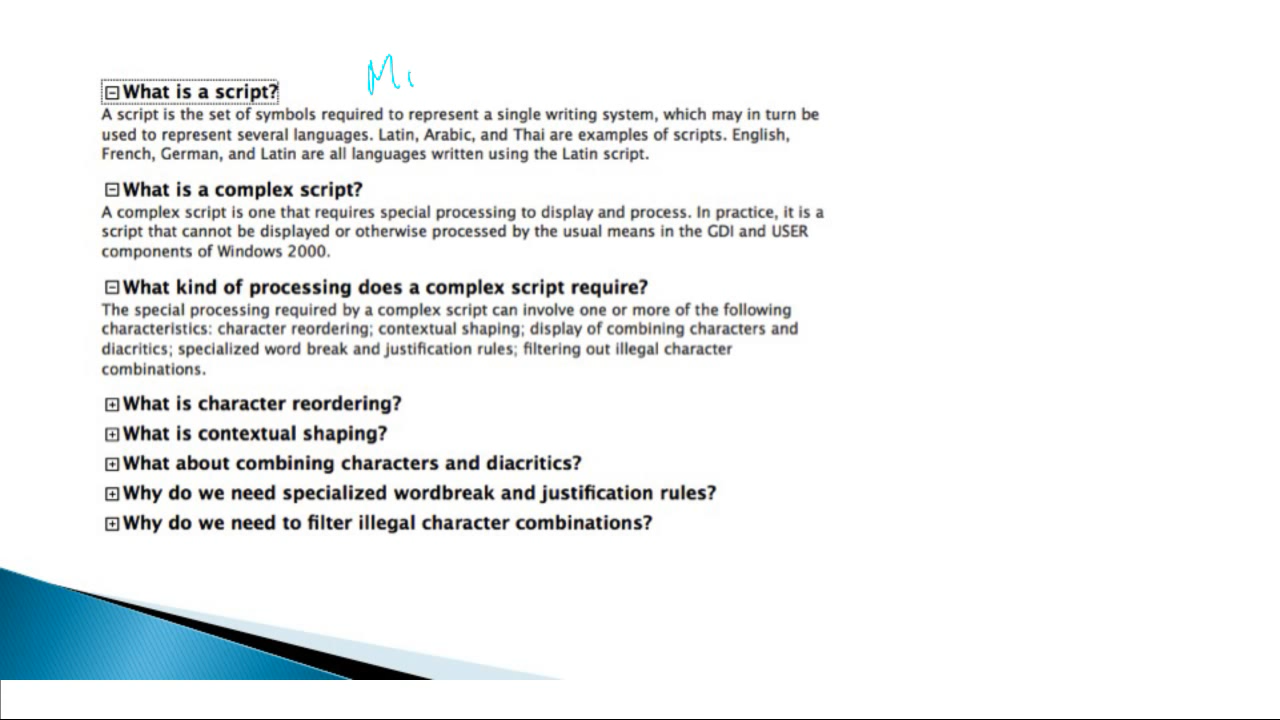 What is a script?
A script is the set of symbols required to represent a single writing system, which may in turn be
used to represent several languages. Latin, Arabic, and Thai are examples of scripts. English,
French, German, and Latin are all languages written using the Latin script.
What is a complex script?
A complex script is one that requires special processing to display and process. In practice, it is a
script that cannot be displayed or otherwise processed by the usual means in the GDI and USER
components of Windows 2000.
What kind of processing does a complex script require?
The special processing required by a complex script can involve one or more of the following
characteristics: character reordering; contextual shaping; display of combining characters and
diacritics; specialized word break and justification rules; filtering out illegal character
combinations.
What is character reordering?
What is contextual shaping?
What about combining characters and diacritics?
Why do we need specialized wordbreak and justification rules?
Why do we need to filter illegal character combinations?